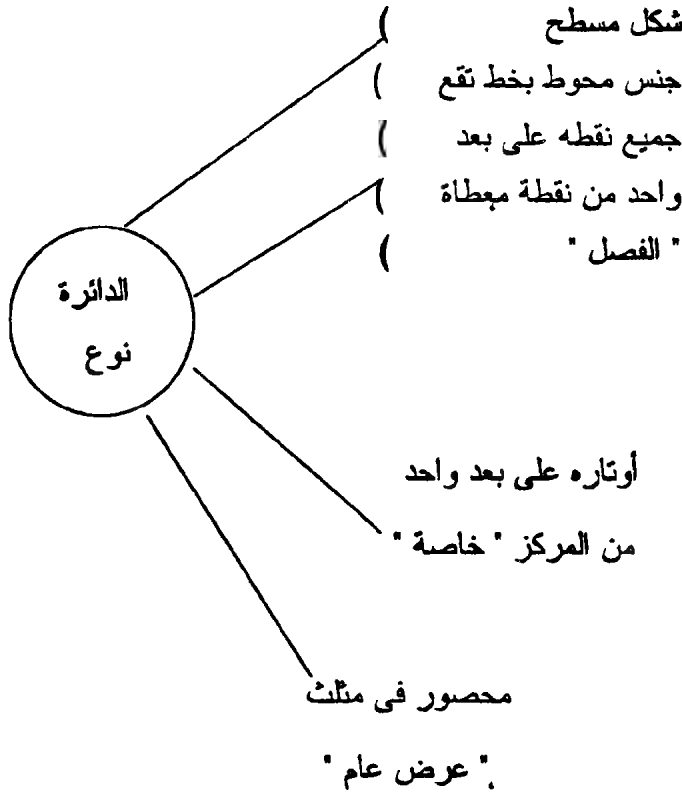 شكل مسطح (
جنس محوط بخط تقع (
جميع نقطه على بعد (
واحد من نقطة معطاة (
" الفصل " (
الدائرة
نوع
أوتاره على بعد واحد
من المركز " خاصة "
محصور فى مثلث
" عرض عام "